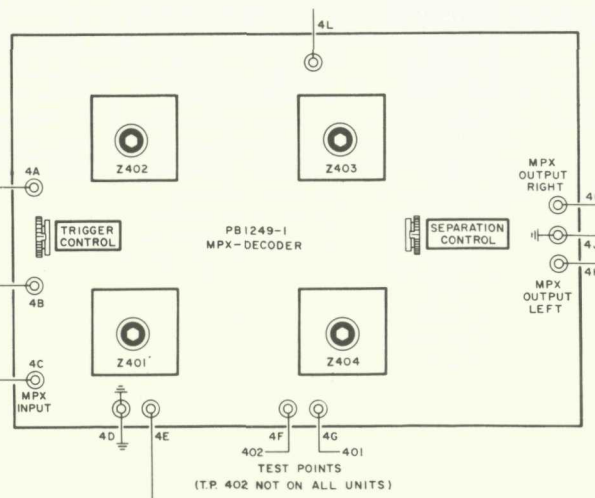 4L
Z402
Z403
4A
MPX
OUTPUT
RIGHT
TRIGGER
CONTROL
PB1249-1
MPX-DECODER
SEPARATION
CONTROL
4B
MPX
OUTPUT
LEFT
Z401
Z404
4C
MPX
INPUT
4D
4E
4F
4G
402
401
TEST POINTS
(T.P. 402 NOT ON ALL UNITS)